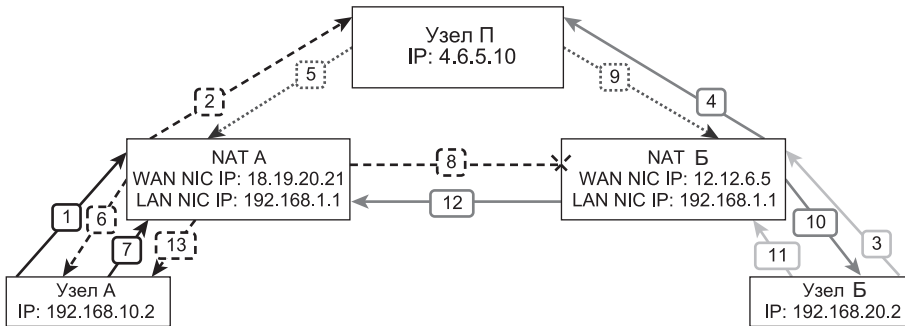 Узел П
IP: 4.6.5.10
5
9
2
4
NAT А
WAN NIC IP: 18.19.20.21
LAN NIC IP: 192.168.1.1
8
12
NAT Б
WAN NIC IP: 12.12.6.5
LAN NIC IP: 192.168.1.1
1
6
7
13
10
3
11
Узел А
IP: 192.168.10.2
Узел Б
IP: 192.168.20.2